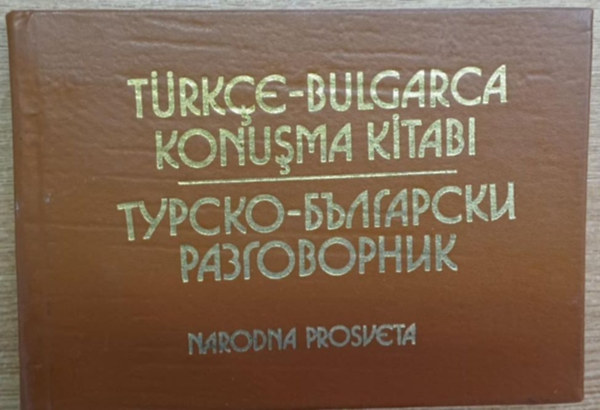 TÜRKÇE-BULGARCA
KONUŞMA KİTABI
ТУРСКО-БЪЛГАРСКИ
РАЗГОВОРНИК
NARODNA PROSVETA